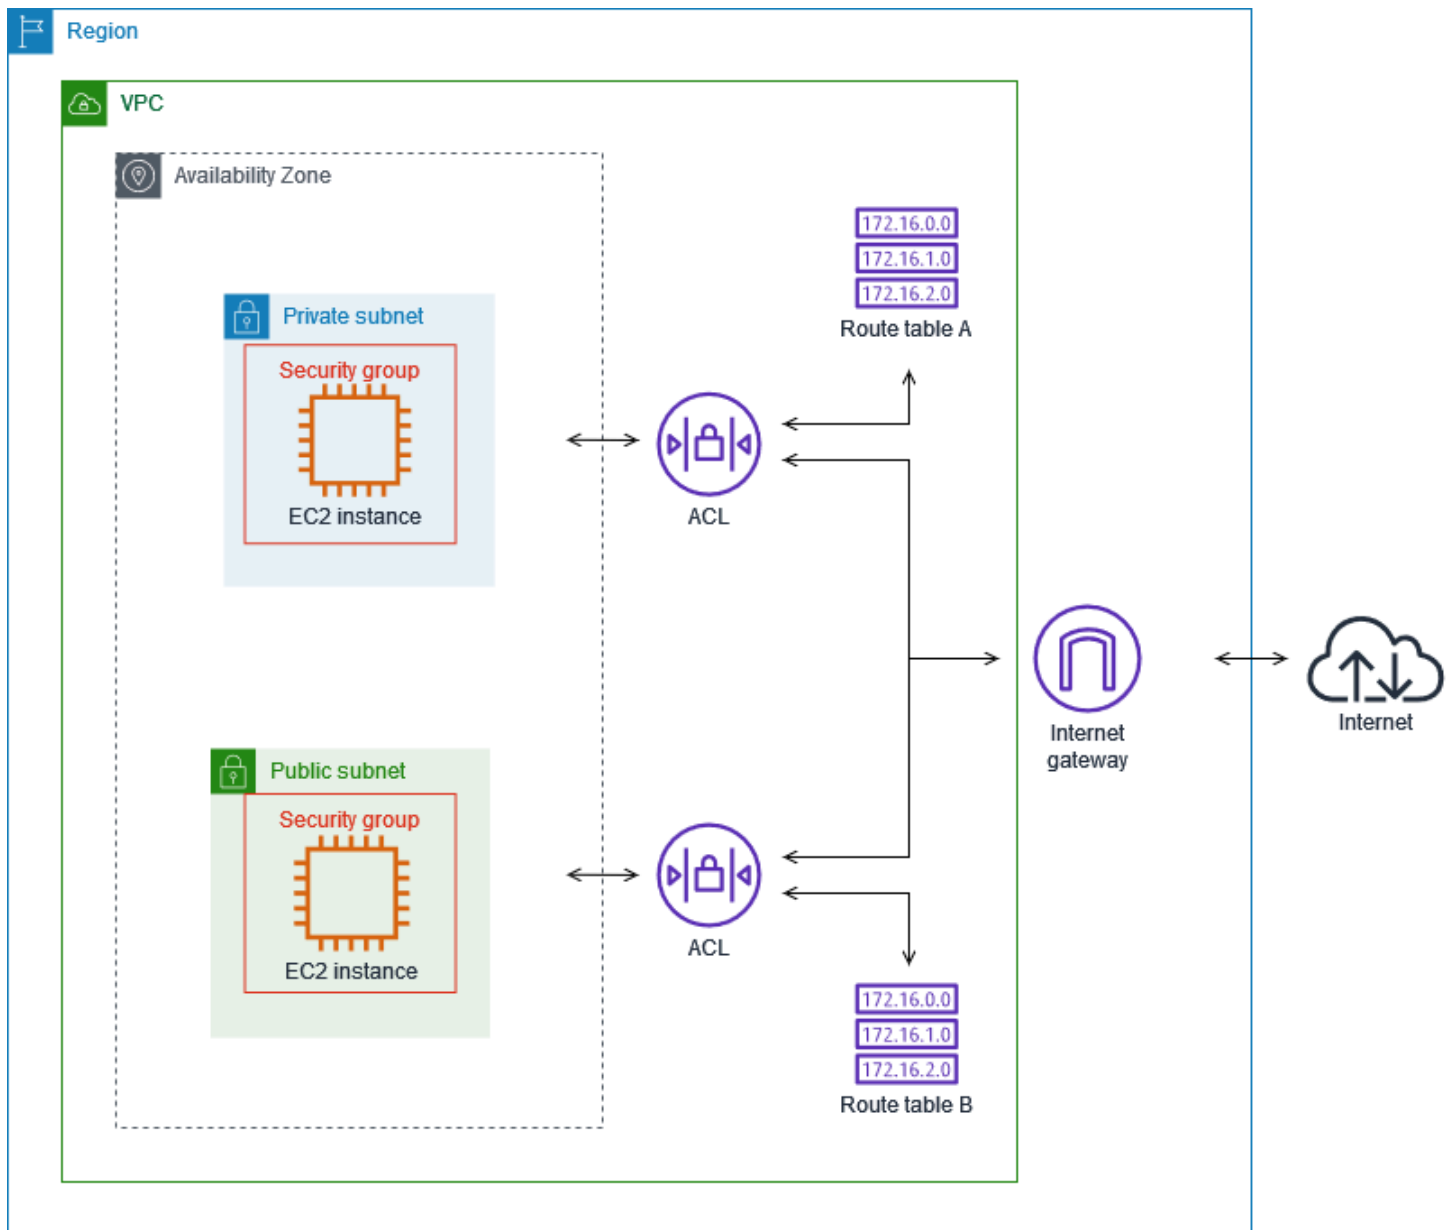 Region
VPC
Availability Zone
172.16.0.0
172.16.1.0
172.16.2.0
Route table A
Private subnet
Security group
EC2 instance
ACL
Internet
gateway
Internet
Public subnet
Security group
EC2 instance
ACL
172.16.0.0
172.16.1.0
172.16.2.0
Route table B